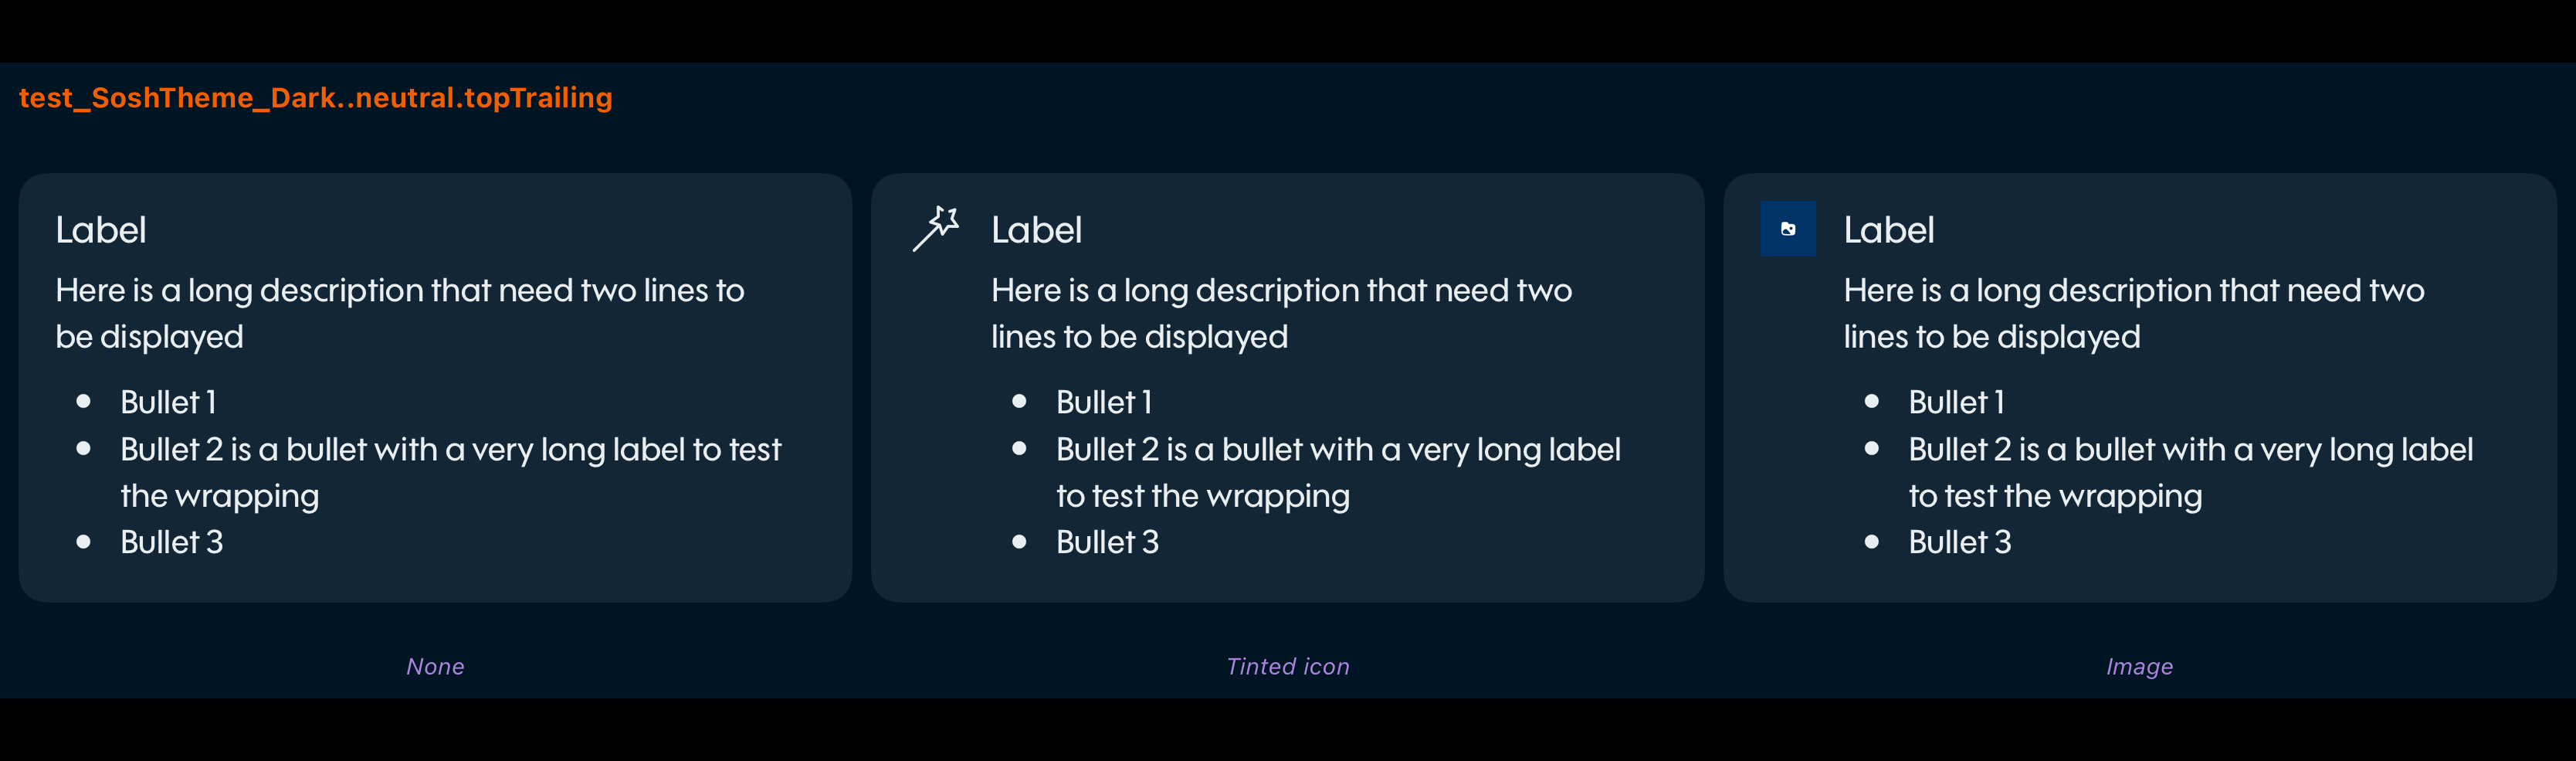 test_SoshTheme_Dark..neutral.topTrailing
Label
Here is a long description that need two lines to
be displayed
Bullet 1
Bullet 2 is a bullet with a very long label to test
the wrapping
Bullet 3
None
Label
Here is a long description that need two
lines to be displayed
Bullet 1
Bullet 2 is a bullet with a very long label
to test the wrapping
Bullet 3
Tinted icon
Label
Here is a long description that need two
lines to be displayed
Bullet 1
Bullet 2 is a bullet with a very long label
to test the wrapping
Bullet 3
Image